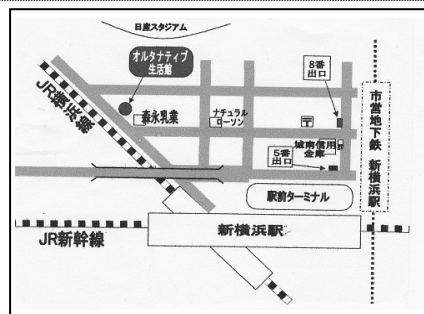 日産スタジアム
オルタナティブ
生活館
8番
出口
JR横浜線
森永乳業
ナチュラル
ローソン
城南信用
金庫
5番
出口
市営地下鉄 新横浜駅
駅前ターミナル
新横浜駅
JR新幹線